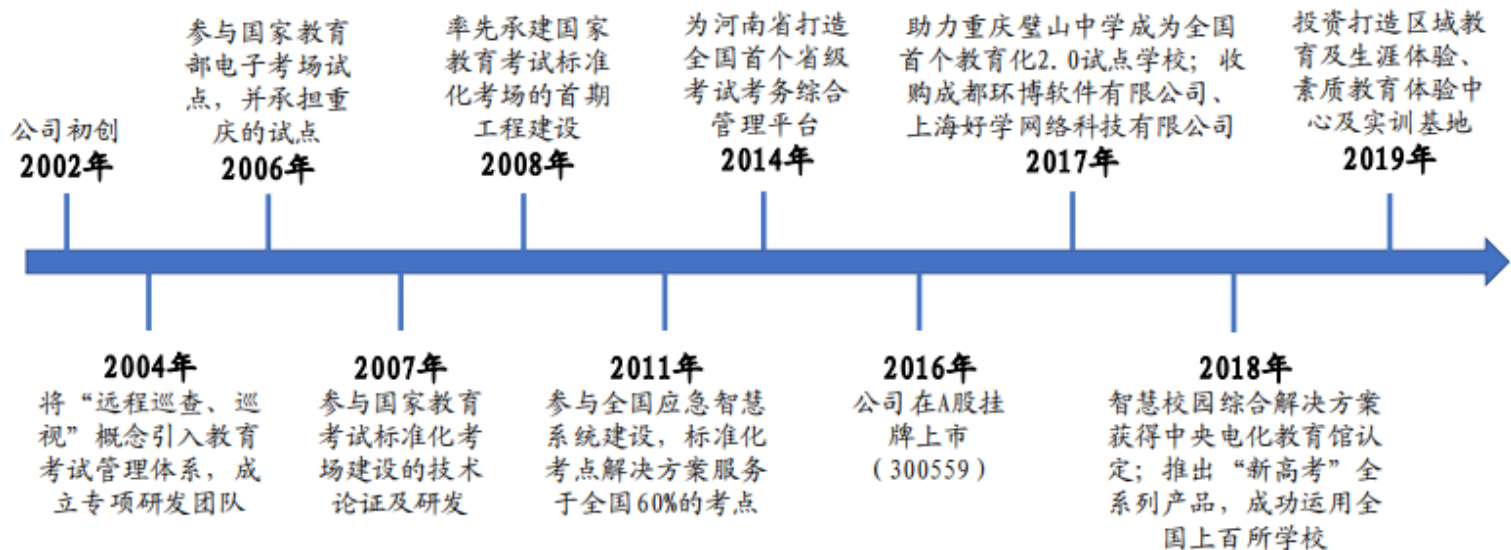 公司初创
2002年
参与国家教育
部电子考场试
点，并承担重
庆的试点
2006年
率先承建国家
教育考试标准
化考场的首期
工程建设
2008年
为河南省打造
全国首个省级
考试考务综合
管理平台
2014年
助力重庆璧山中学成为全国
首个教育化2.0试点学校；收
购成都环博软件有限公司、
上海好学网络科技有限公司
2017年
投资打造区域教
育及生涯体验、
素质教育体验中
心及实训基地
2019年
2004年
将“远程巡查、巡
视”概念引入教育
考试管理体系，成
立专项研发团队
2007年
参与国家教育
考试标准化考
场建设的技术
论证及研发
2011年
参与全国应急智慧
系统建设，标准化
考点解决方案服务
于全国60%的考点
2016年
公司在A股挂
牌上市
（300559）
2018年
智慧校园综合解决方案
获得中央电化教育馆认
定；推出“新高考”全
系列产品，成功运用全
国上百所学校